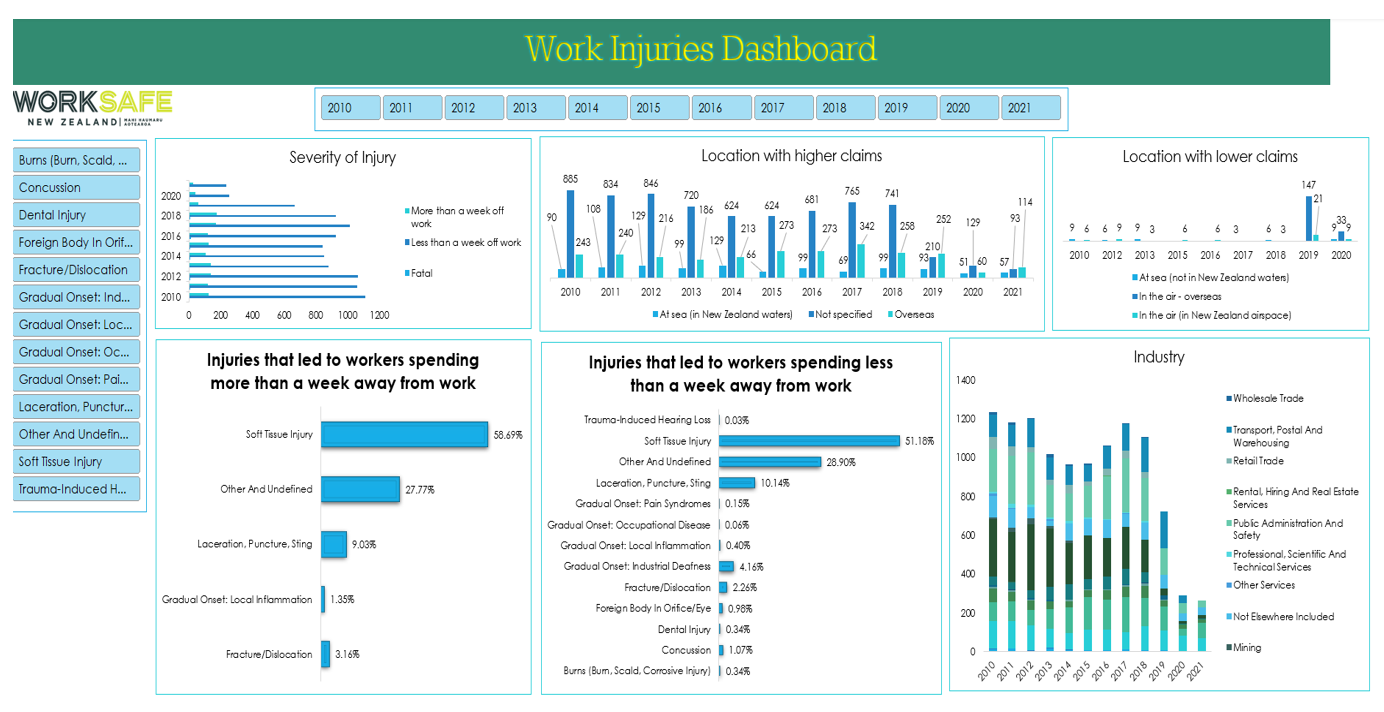 Work Injuries Dashboard
WORKSAFE
NEW ZEALAND
MAHI HAUMARU
AOTEAROA
2010 2011 2012 2013 2014 2015 2016 2017 2018 2019 2020 2021
Burns (Burn, Scald, ...
Concussion
Dental Injury
Foreign Body In Orif...
Fracture/Dislocation
Gradual Onset: Ind...
Gradual Onset: Loc...
Gradual Onset: Oc...
Gradual Onset: Pai...
Laceration, Punctur...
Other And Undefin...
Soft Tissue Injury
Trauma-Induced H...
Severity of Injury
2020
2018
2016
2014
2012
2010
0 200 400 600 800 1000 1200
More than a week off
work
Less than a week off work
Fatal
Location with higher claims
90 885 243
108 834 240
129 846 216
99 720 186
129 624 213
66 624 273
99 681 273
69 765 342
99 741 258
93 210 252
51 129 60
57 93 114
2010 2011 2012 2013 2014 2015 2016 2017 2018 2019 2020 2021
At sea (in New Zealand waters) Not specified Overseas
Location with lower claims
9 6 6 9 9 3 6 6 3 6 3 147 21 9 33 9
2010 2012 2013 2015 2016 2017 2018 2019 2020
At sea (not in New Zealand waters)
In the air - overseas
In the air (in New Zealand airspace)
Injuries that led to workers spending
more than a week away from work
Soft Tissue Injury 58.69%
Other And Undefined 27.77%
Laceration, Puncture, Sting 9.03%
Gradual Onset: Local Inflammation 1.35%
Fracture/Dislocation 3.16%
Injuries that led to workers spending less
than a week away from work
Trauma-Induced Hearing Loss 0.03%
Soft Tissue Injury 51.18%
Other And Undefined 28.90%
Laceration, Puncture, Sting 10.14%
Gradual Onset: Pain Syndromes 0.15%
Gradual Onset: Occupational Disease 0.06%
Gradual Onset: Local Inflammation 0.40%
Gradual Onset: Industrial Deafness 4.16%
Fracture/Dislocation 2.26%
Foreign Body In Orifice/Eye 0.98%
Dental Injury 0.34%
Concussion 1.07%
Burns (Burn, Scald, Corrosive Injury) 0.34%
Industry
1400
1200
1000
800
600
400
200
0
2010 2011 2012 2013 2014 2015 2016 2017 2018 2019 2020 2021
Wholesale Trade
Transport, Postal And
Warehousing
Retail Trade
Rental, Hiring And Real Estate
Services
Public Administration And
Safety
Professional, Scientific And
Technical Services
Other Services
Not Elsewhere Included
Mining